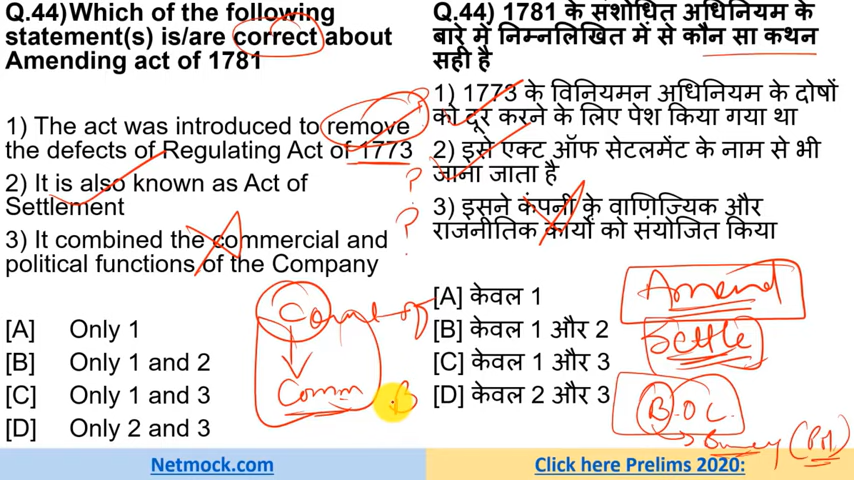 Q.44)Which of the following
statement(s) is/are correct about
Amending act of 1781
1) The act was introduced to remove
the defects of Regulating Act of 1773
2) It is also known as Act of
Settlement
3) It combined the commercial and
political functions of the Company
[A] Only 1
[B] Only 1 and 2
[C] Only 1 and 3
[D] Only 2 and 3
Comm
B
Q.44) 1781 के संशोधित अधिनियम के
बारे में निम्नलिखित में से कौन सा कथन
सही है
1) 1773 के विनियमन अधिनियम के दोषों
को दूर करने के लिए पेश किया गया था
2) इसे एक्ट ऑफ सेटलमेंट के नाम से भी
जाना जाता है
3) इसने कंपनी के वाणिज्यिक और
राजनीतिक कार्यों को संयोजित किया
[A] केवल 1
[B] केवल 1 और 2
[C] केवल 1 और 3
[D] केवल 2 और 3
Amend
Settle
B.O.C.
(PM)
Netmock.com
Click here Prelims 2020: